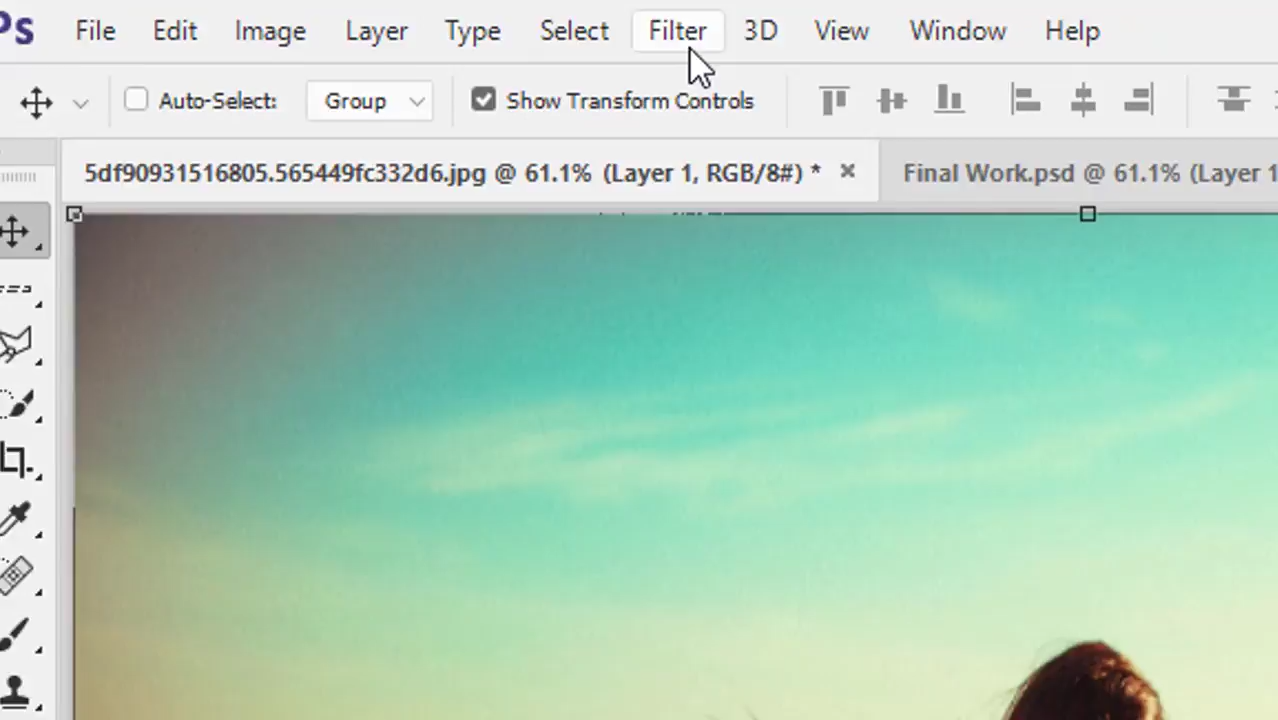 Ps File Edit Image Layer Type Select Filter 3D View Window Help
Auto-Select: Group Show Transform Controls
5df90931516805.565449fc332d6.jpg @ 61.1% (Layer 1, RGB/8#) * × Final Work.psd @ 61.1% (Layer 1